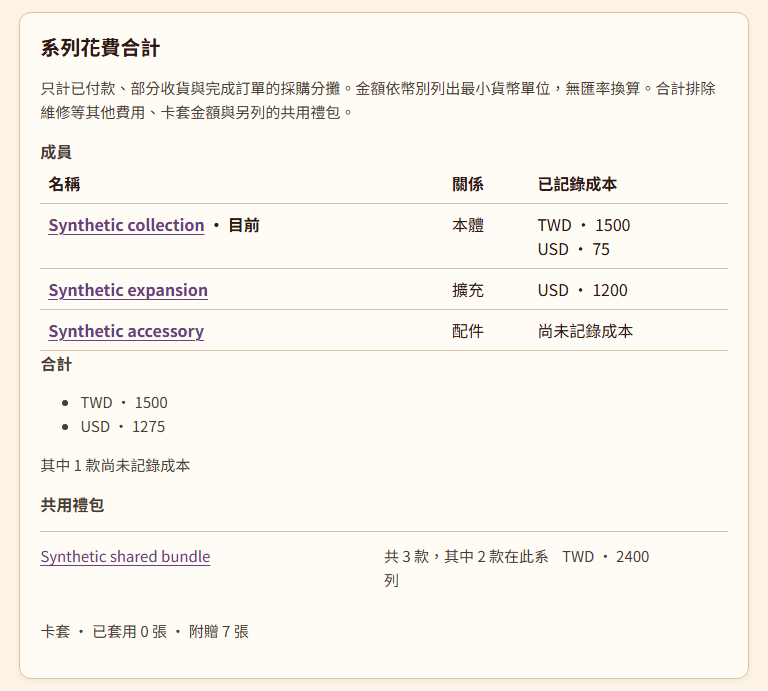 系列花費合計
只計已付款、部分收貨與完成訂單的採購分攤。金額依幣別列出最小貨幣單位，無匯率換算。合計排除
維修等其他費用、卡套金額與另列的共用禮包。
成員
名稱 關係 已記錄成本
Synthetic collection ・ 目前 本體 TWD ・ 1500
USD ・ 75
Synthetic expansion 擴充 USD ・ 1200
Synthetic accessory 配件 尚未記錄成本
合計
• TWD ・ 1500
• USD ・ 1275
其中 1 款尚未記錄成本
共用禮包
Synthetic shared bundle 共 3 款，其中 2 款在此系 TWD ・ 2400
列
卡套 ・ 已套用 0 張 ・ 附贈 7 張